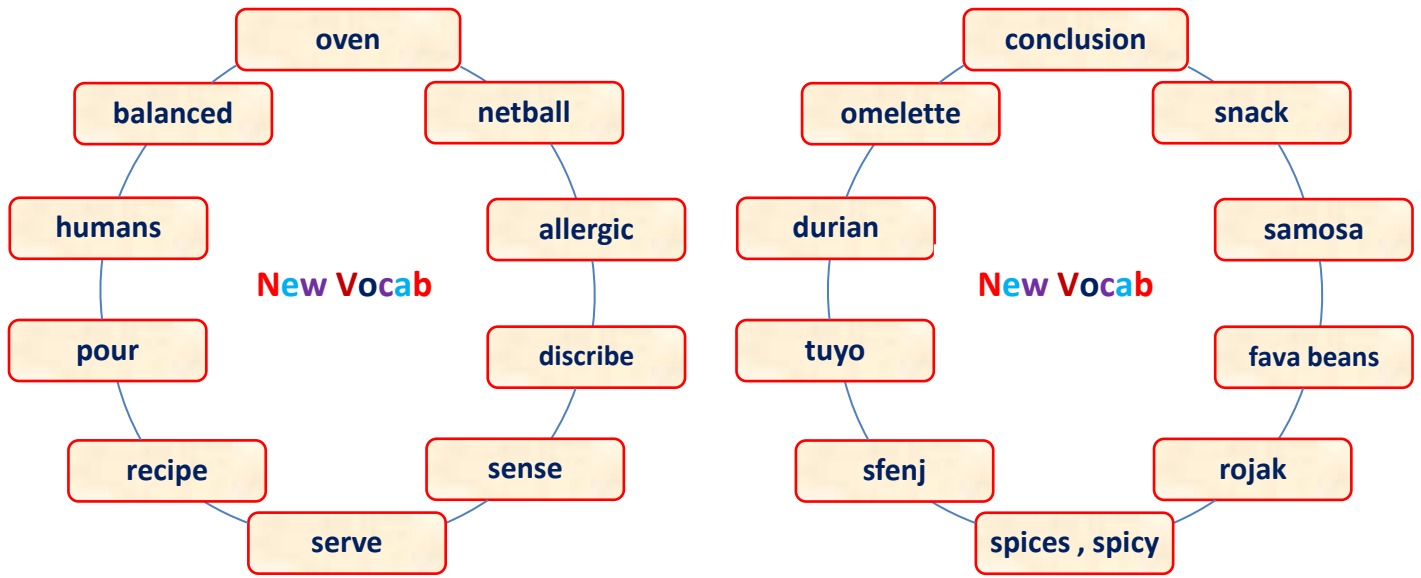 oven
netball
allergic
discribe
sense
serve
recipe
pour
humans
balanced
New Vocab
conclusion
snack
samosa
fava beans
rojak
spices , spicy
sfenj
tuyo
durian
omelette
New Vocab